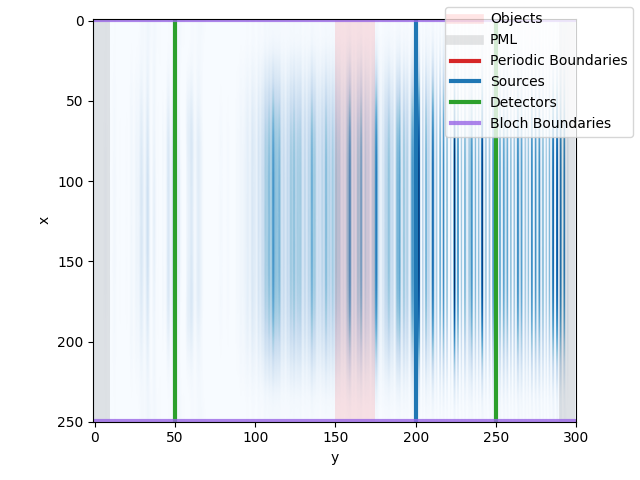 Objects
PML
Periodic Boundaries
Sources
Detectors
Bloch Boundaries
0
50
100
150
200
250
x
0 50 100 150 200 250 300
y